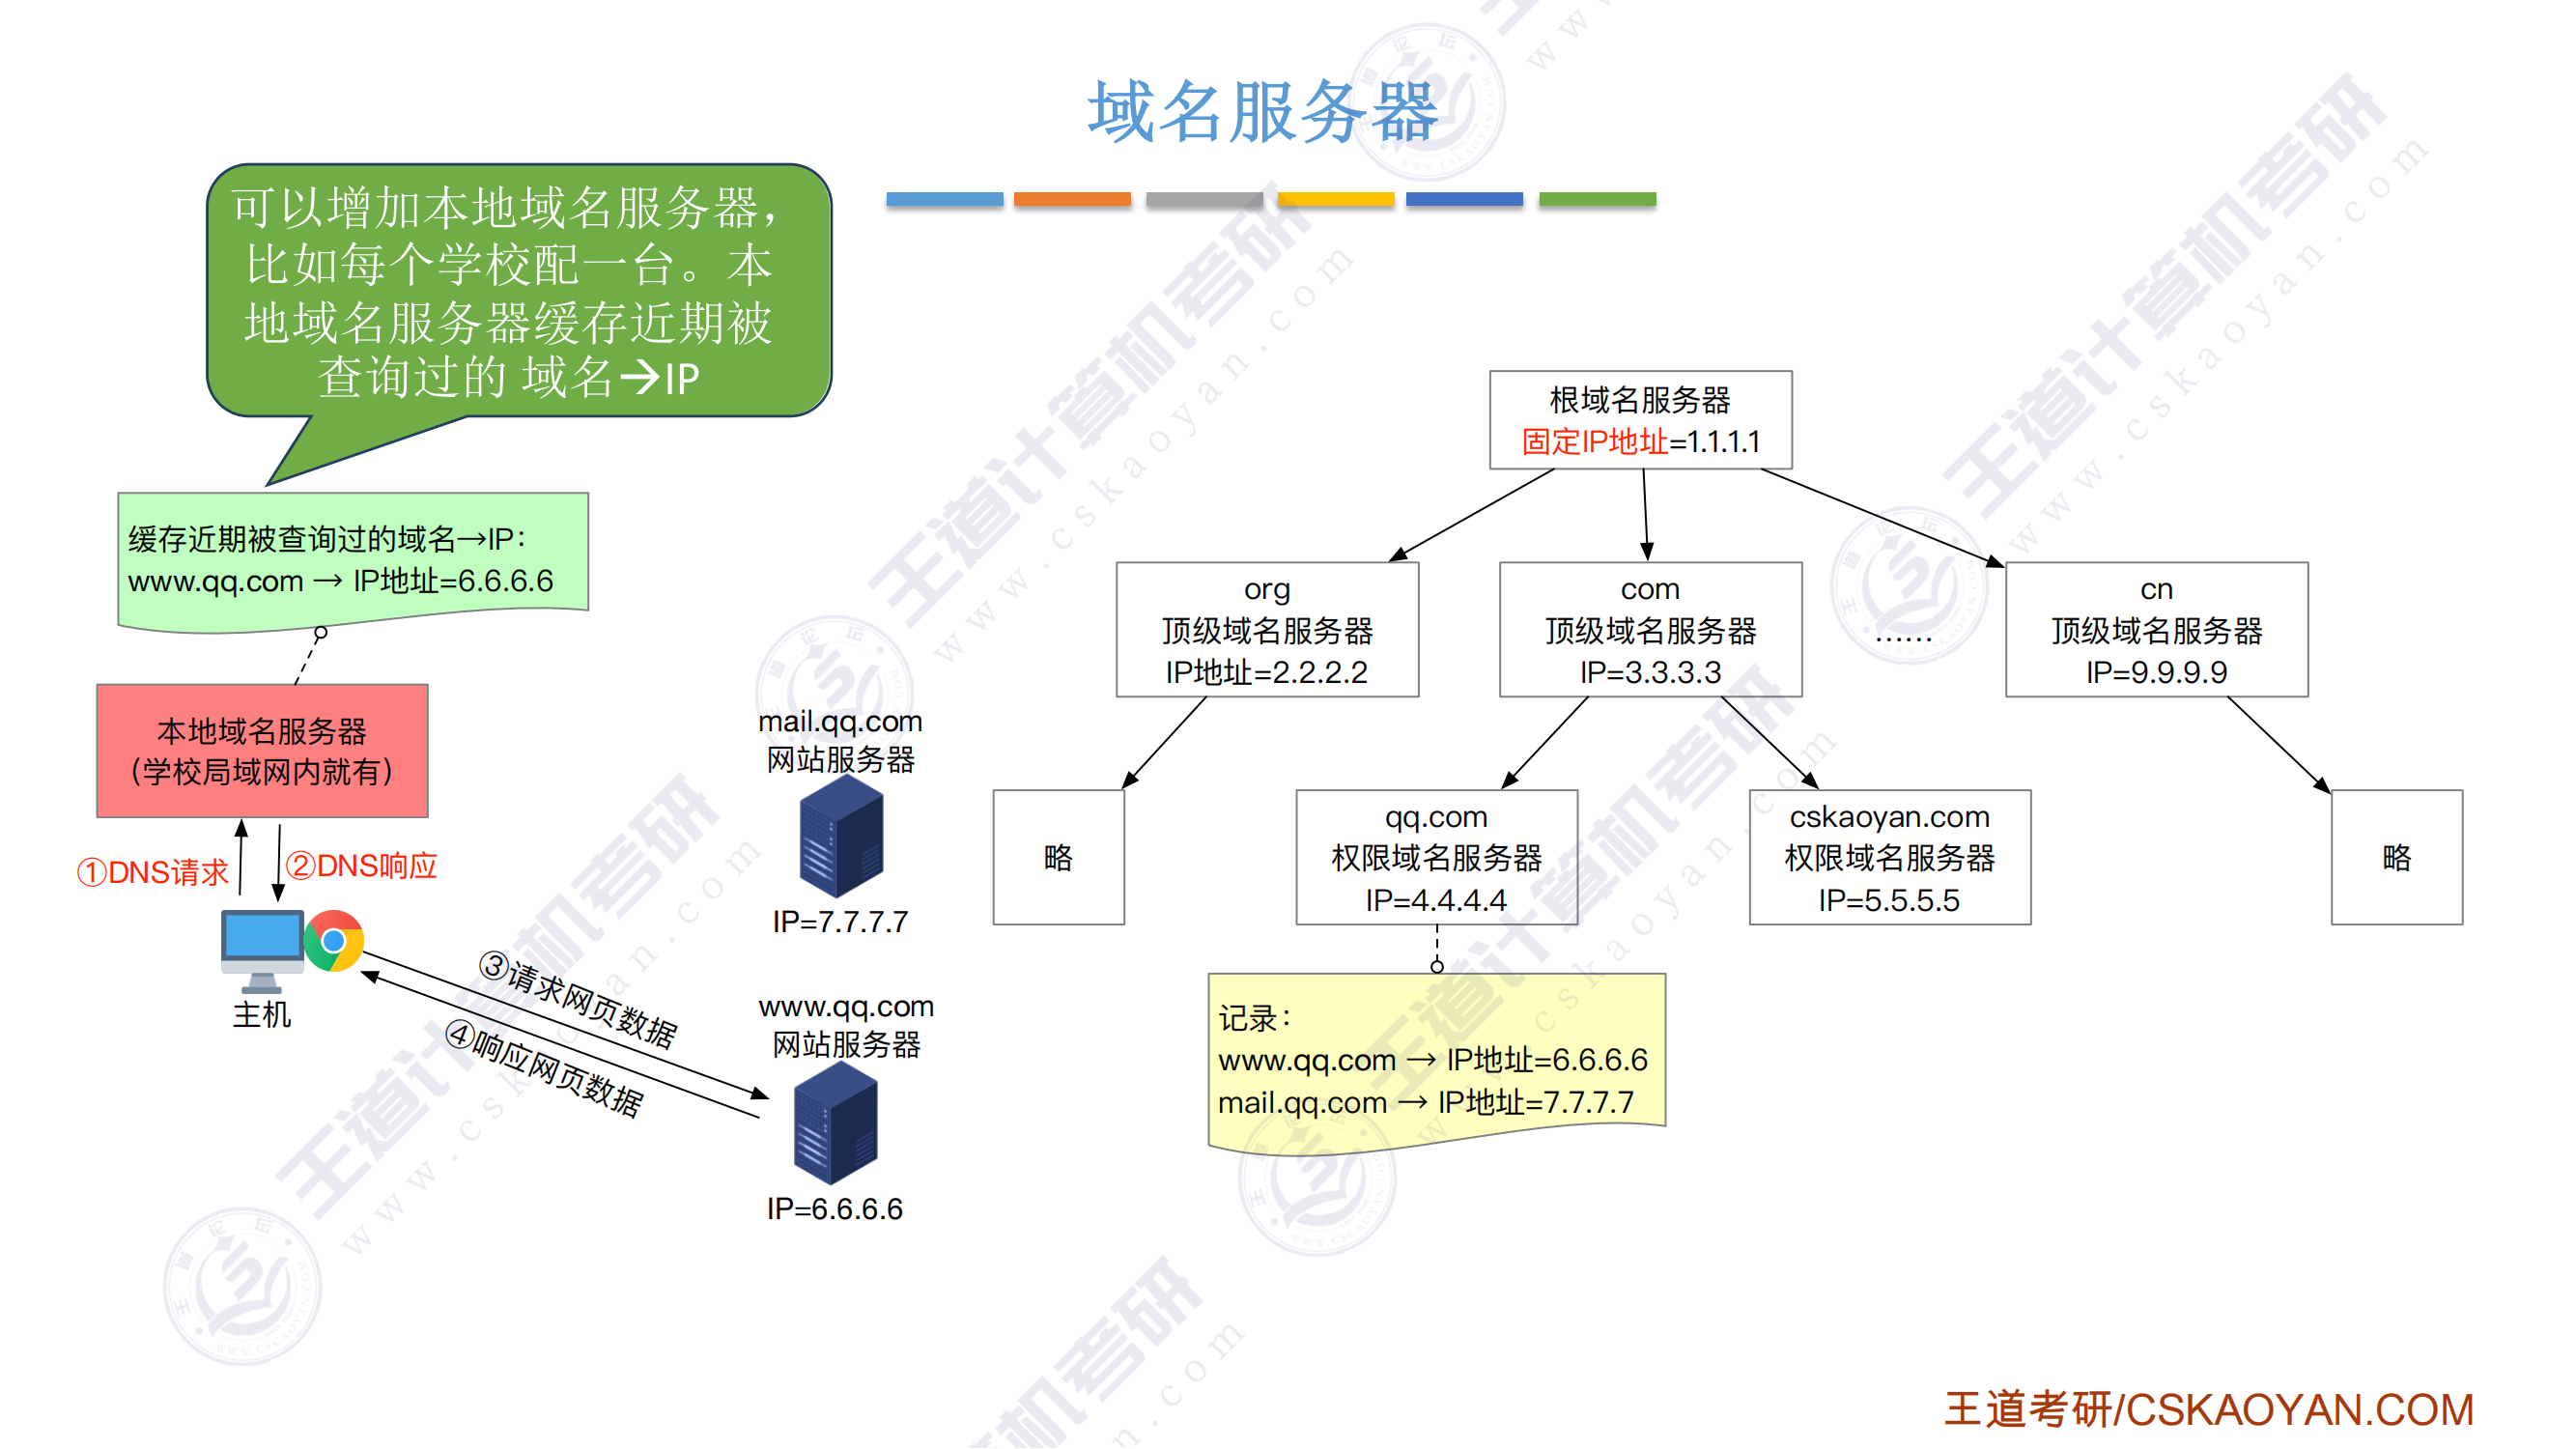 域名服务器
可以增加本地域名服务器，
比如每个学校配一台。本
地域名服务器缓存近期被
查询过的 域名→IP
缓存近期被查询过的域名→IP：
www.qq.com → IP地址=6.6.6.6
本地域名服务器
（学校局域网内就有）
①DNS请求
②DNS响应
主机
③请求网页数据
④响应网页数据
mail.qq.com
网站服务器
IP=7.7.7.7
www.qq.com
网站服务器
IP=6.6.6.6
根域名服务器
固定IP地址=1.1.1.1
org
顶级域名服务器
IP地址=2.2.2.2
com
顶级域名服务器
IP=3.3.3.3
……
cn
顶级域名服务器
IP=9.9.9.9
略
qq.com
权限域名服务器
IP=4.4.4.4
cskaoyan.com
权限域名服务器
IP=5.5.5.5
略
记录：
www.qq.com → IP地址=6.6.6.6
mail.qq.com → IP地址=7.7.7.7
王道考研/CSKAOYAN.COM
王道计算机考研
www.cskaoyan.com